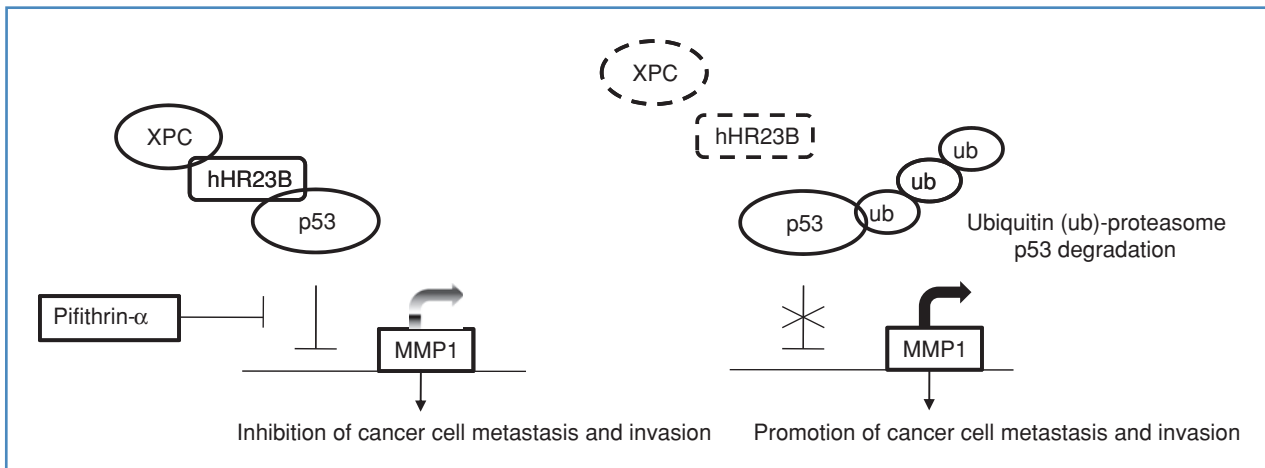 XPC
hHR23B
p53
Pifithrin-α
MMP1
Inhibition of cancer cell metastasis and invasion
XPC
hHR23B
p53
ub
ub
ub
Ubiquitin (ub)-proteasome
p53 degradation
MMP1
Promotion of cancer cell metastasis and invasion